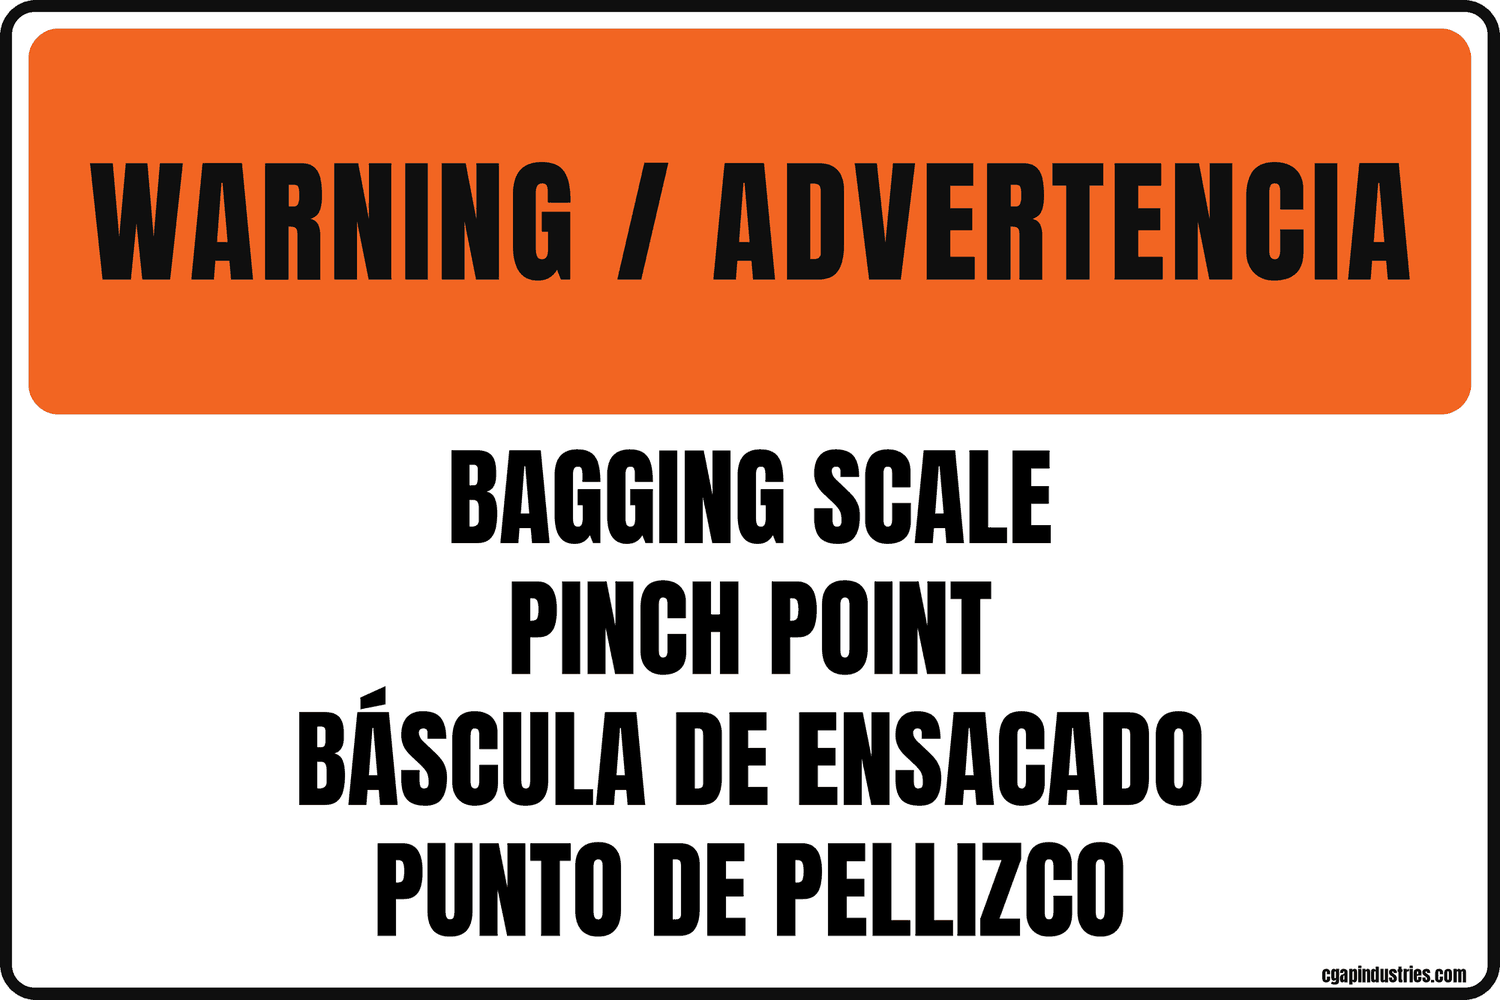 WARNING / ADVERTENCIA
BAGGING SCALE
PINCH POINT
BÁSCULA DE ENSACADO
PUNTO DE PELLIZCO
cgapindustries.com